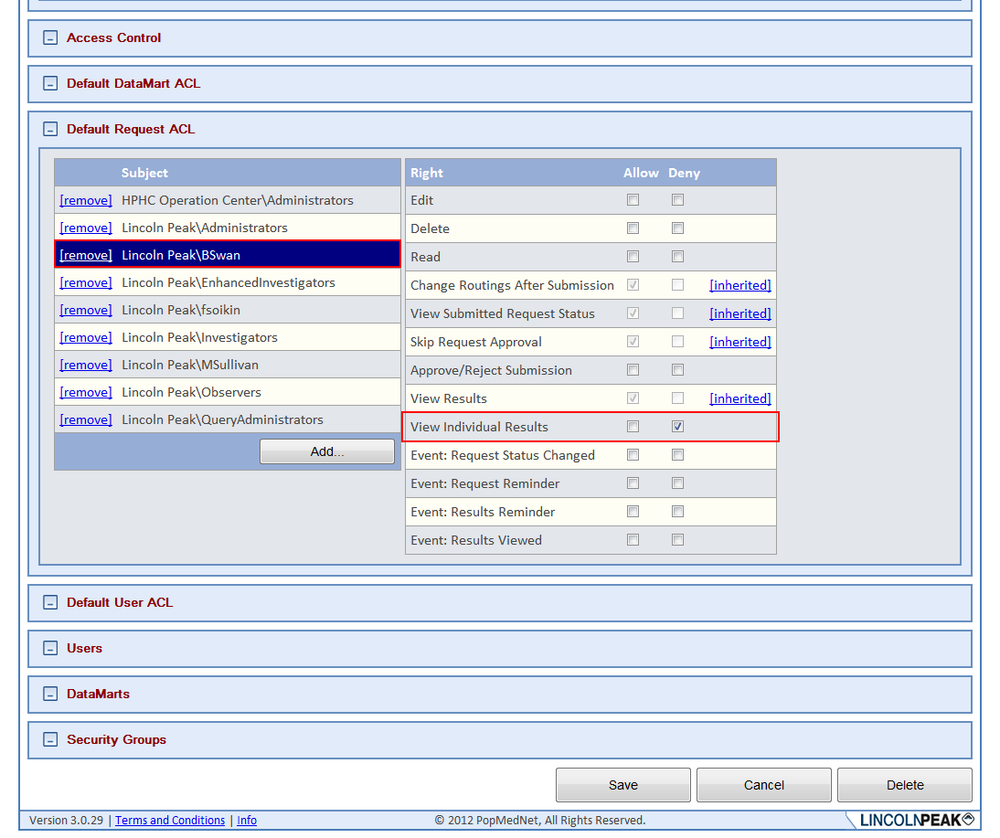 Access Control
Default DataMart ACL
Default Request ACL
Subject
[remove] HPHC Operation Center\Administrators
[remove] Lincoln Peak\Administrators
[remove] Lincoln Peak\BSwan
[remove] Lincoln Peak\EnhancedInvestigators
[remove] Lincoln Peak\fsoikin
[remove] Lincoln Peak\Investigators
[remove] Lincoln Peak\MSullivan
[remove] Lincoln Peak\Observers
[remove] Lincoln Peak\QueryAdministrators
Add...
Right Allow Deny
Edit
Delete
Read
Change Routings After Submission [inherited]
View Submitted Request Status [inherited]
Skip Request Approval [inherited]
Approve/Reject Submission
View Results [inherited]
View Individual Results
Event: Request Status Changed
Event: Request Reminder
Event: Results Reminder
Event: Results Viewed
Default User ACL
Users
DataMarts
Security Groups
Save Cancel Delete
Version 3.0.29 | Terms and Conditions | Info © 2012 PopMedNet, All Rights Reserved. LINCOLNPEAK